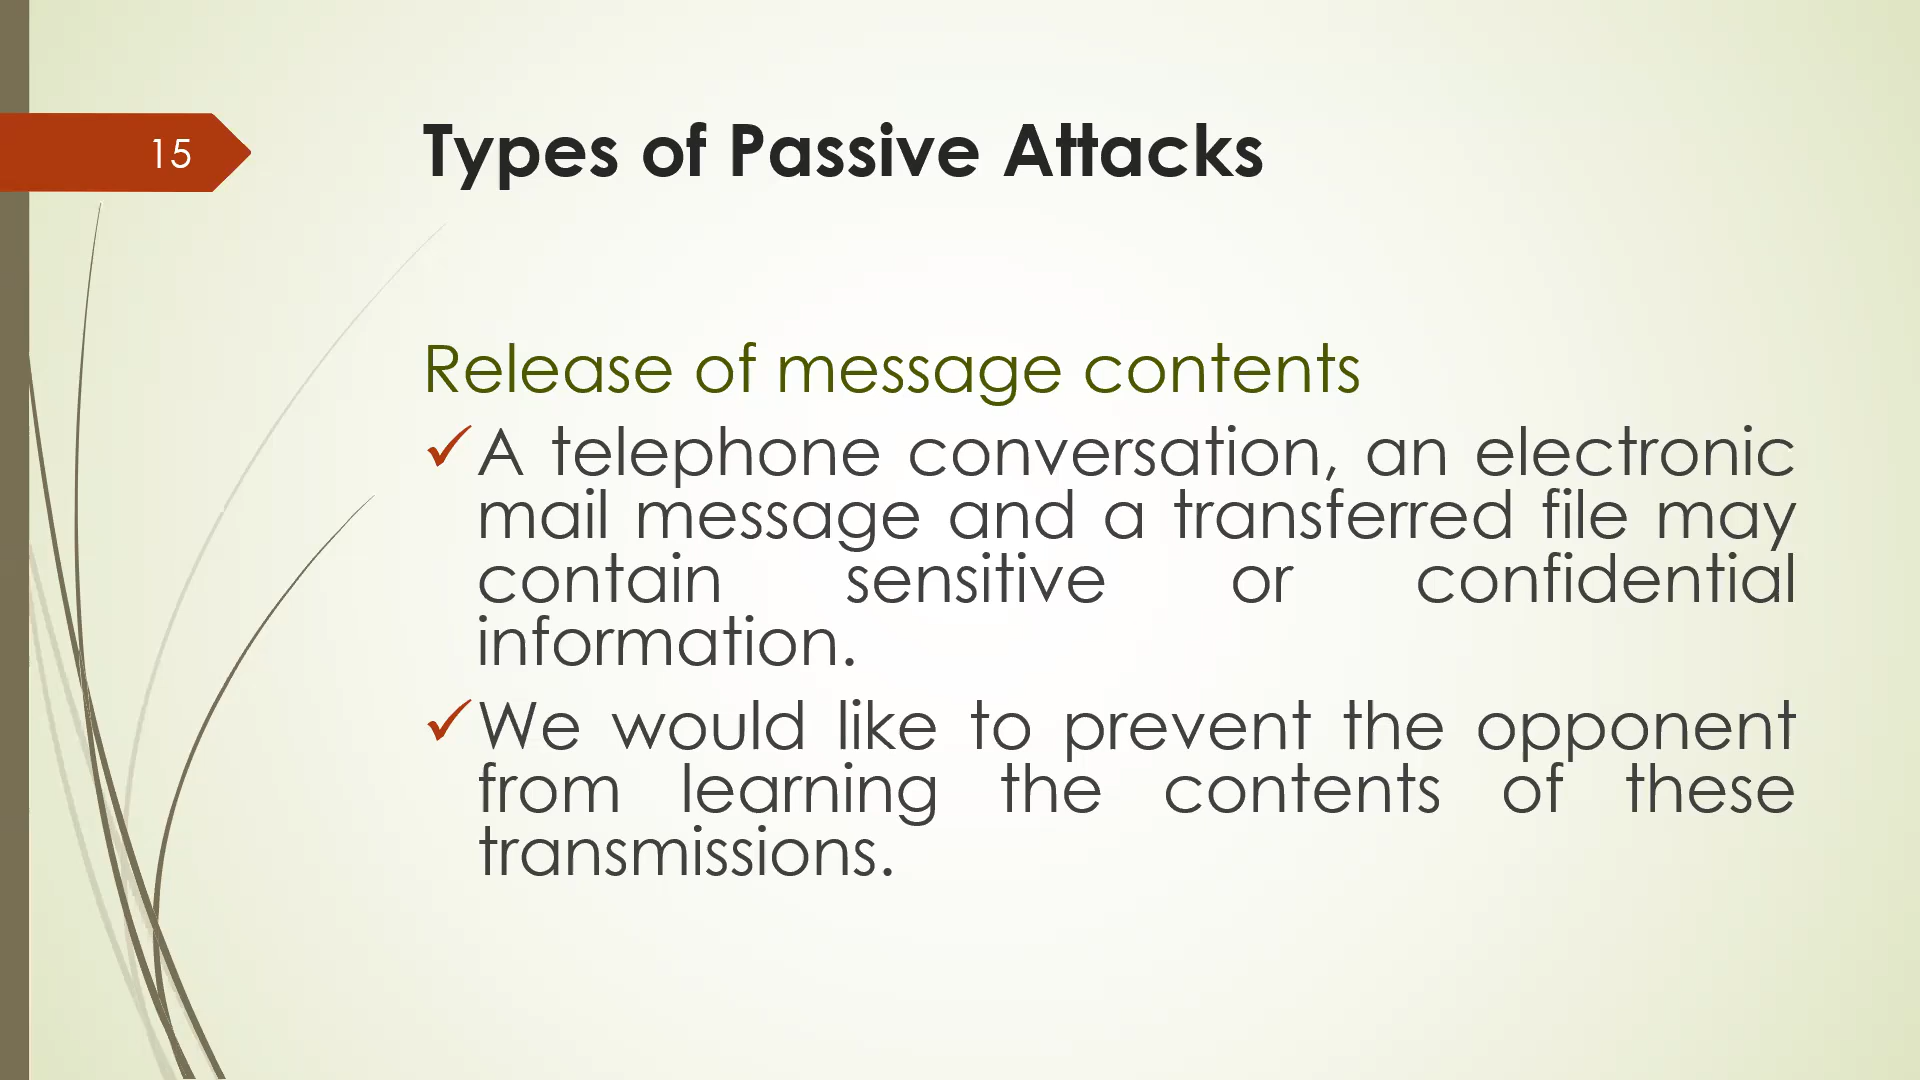 15
Types of Passive Attacks
Release of message contents
✓A telephone conversation, an electronic
mail message and a transferred file may
contain sensitive or confidential
information.
✓We would like to prevent the opponent
from learning the contents of these
transmissions.